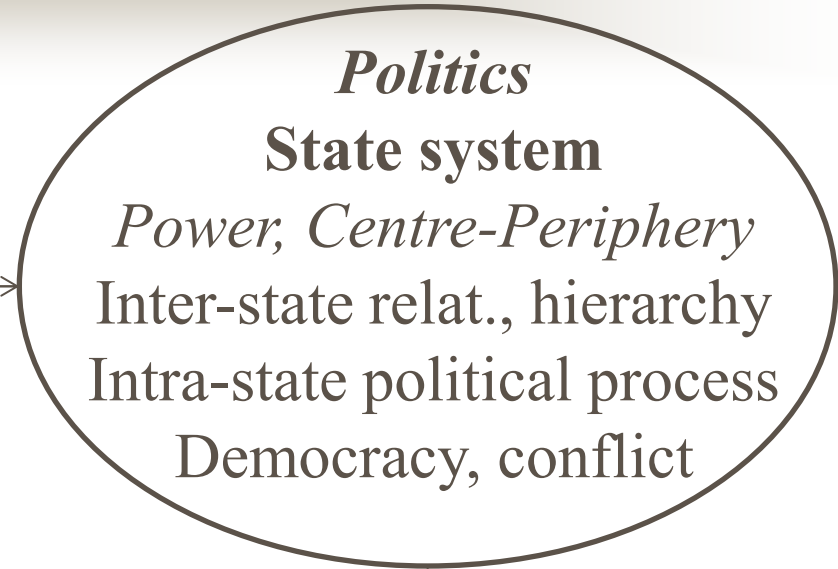 Politics
State system
Power, Centre-Periphery
Inter-state relat., hierarchy
Intra-state political process
Democracy, conflict